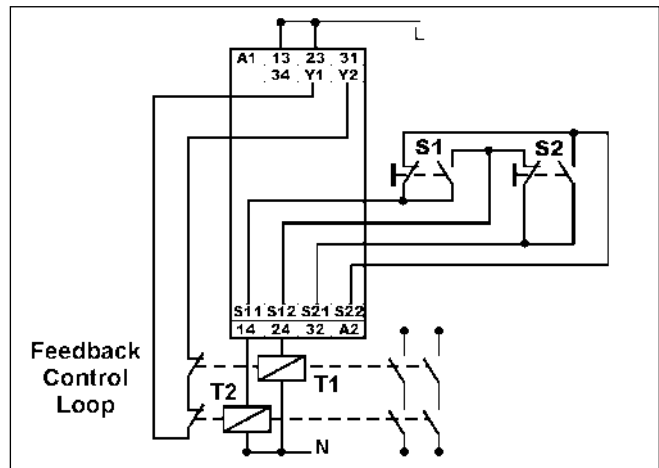 L
A1 13 23 31
34 Y1 Y2
S1 S2
S11 S12 S21 S22
14 24 32 A2
Feedback
Control
Loop
T2 T1
N